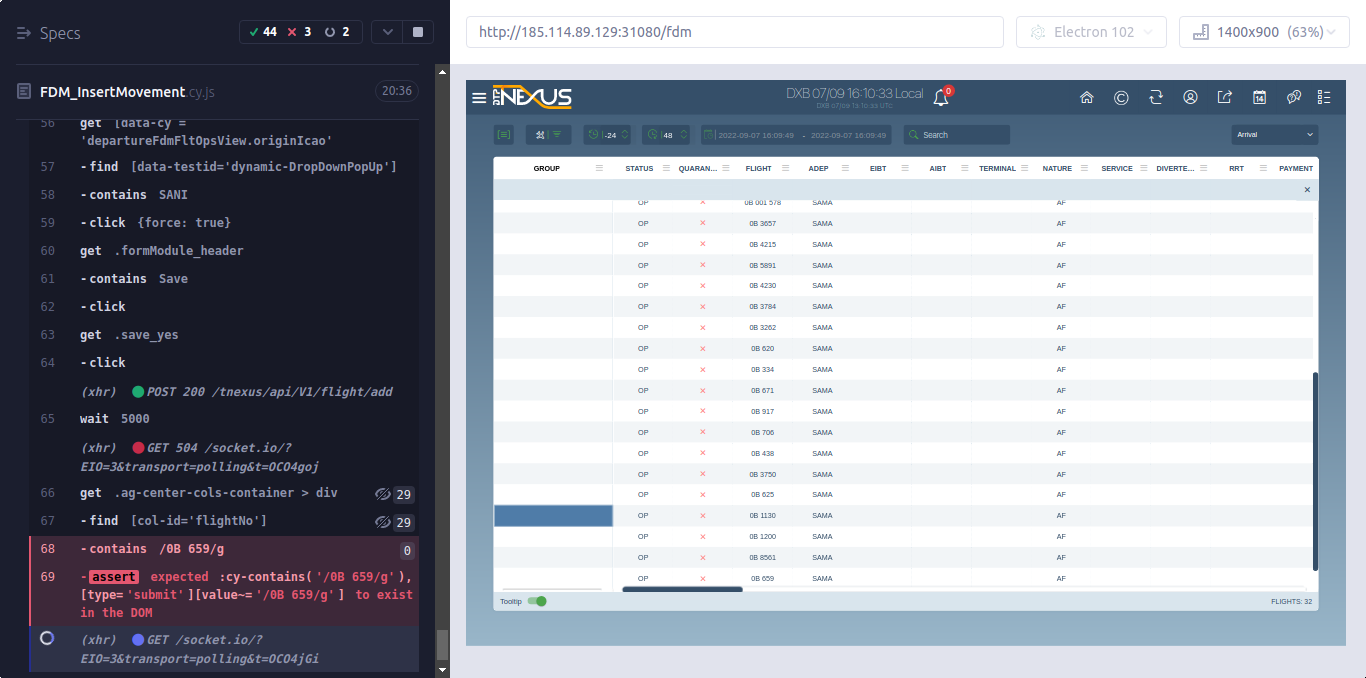 Specs
44
3
2
FDM_InsertMovement.cy.js
20:36
56 get [data-cy = 'departureFdmFltOpsView.originIcao']
57 -find [data-testid='dynamic-DropDownPopUp']
58 -contains SANI
59 -click {force: true}
60 get .formModule_header
61 -contains Save
62 -click
63 get .save_yes
64 -click
(xhr) POST 200 /tnexus/api/V1/flight/add
65 wait 5000
(xhr) GET 504 /socket.io/?
EIO=3&transport=polling&t=OCO4goj
66 get .ag-center-cols-container > div 29
67 -find [col-id='flightNo'] 29
68 -contains /0B 659/g 0
69 -assert expected :cy-contains('/0B 659/g'),
[type='submit'][value~='/0B 659/g'] to exist
in the DOM
(xhr) GET /socket.io/?
EIO=3&transport=polling&t=OCO4jGi
http://185.114.89.129:31080/fdm
Electron 102
1400x900 (63%)
NEXUS
DXB 07/09 16:10:33 Local
0
14
-24
48
2022-09-07 16:09:49 - 2022-09-07 16:09:49
Search
Arrival
GROUP STATUS QUARAN... FLIGHT ADEP EIBT AIBT TERMINAL NATURE SERVICE DIVERTE... RRT PAYMENT
OP 0B 001 578 SAMA AF
OP 0B 3657 SAMA AF
OP 0B 4215 SAMA AF
OP 0B 5891 SAMA AF
OP 0B 4230 SAMA AF
OP 0B 3784 SAMA AF
OP 0B 3262 SAMA AF
OP 0B 620 SAMA AF
OP 0B 334 SAMA AF
OP 0B 671 SAMA AF
OP 0B 917 SAMA AF
OP 0B 706 SAMA AF
OP 0B 438 SAMA AF
OP 0B 3750 SAMA AF
OP 0B 625 SAMA AF
OP 0B 1130 SAMA AF
OP 0B 1200 SAMA AF
OP 0B 8561 SAMA AF
OP 0B 659 SAMA AF
Tooltip
FLIGHTS: 32